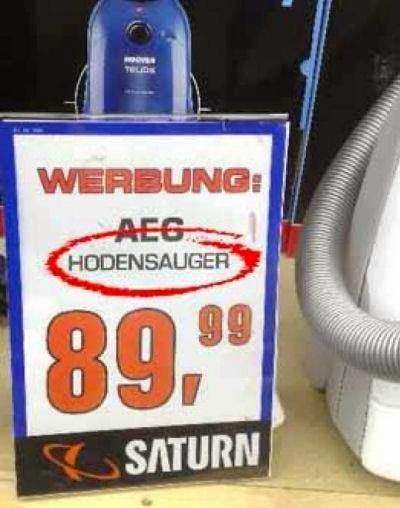 HOOVER
TELIOS
WERBUNG:
AEG
HODENSAUGER
89,99
SATURN